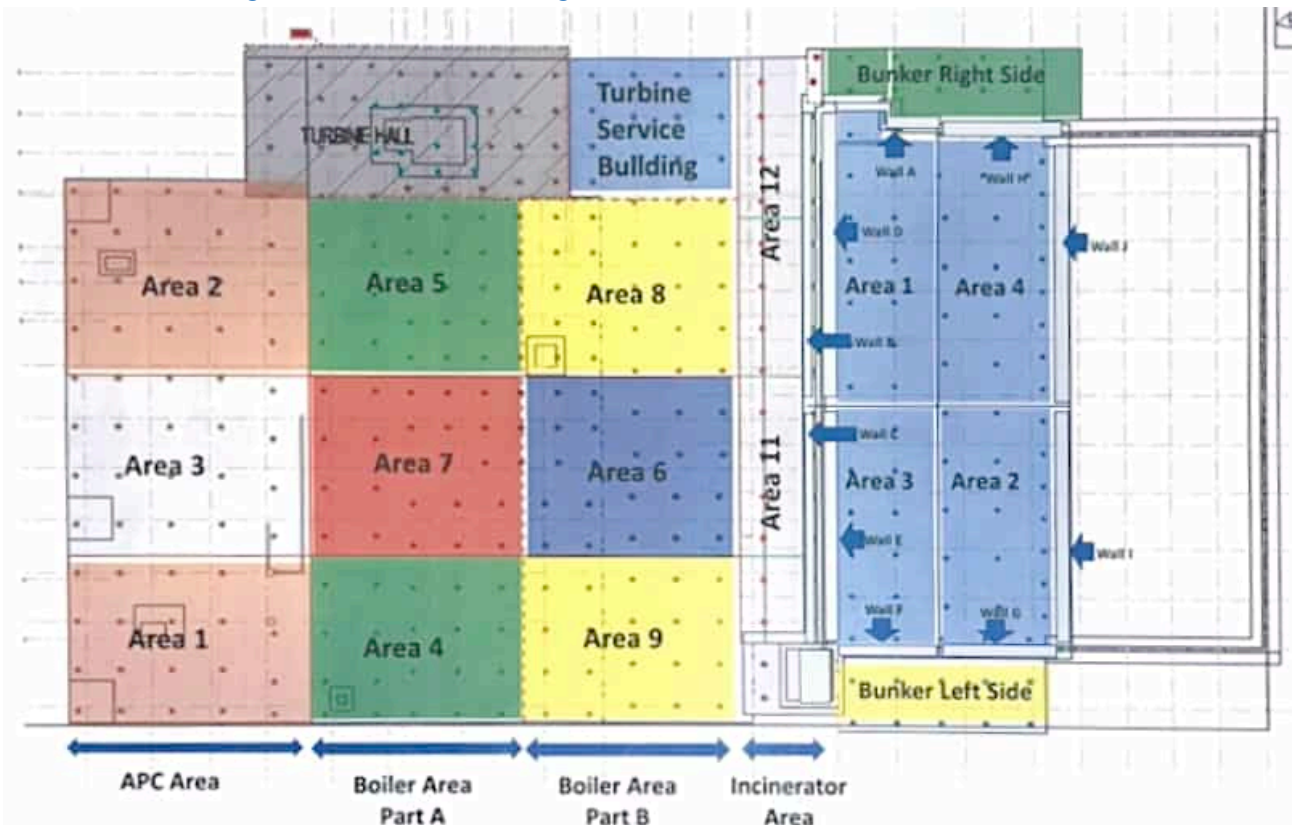 Bunker Right Side
Turbine
Service
Building
TURBINE HALL
Wall A
"Wall H"
Area 12
Wall D
Wall J
Area 2
Area 5
Area 8
Area 1
Area 4
Wall C
Area 3
Area 7
Area 6
Area 11
Area 3
Area 2
Wall E
Wall I
Wall F
Wall G
Area 1
Area 4
Area 9
Bunker Left Side
APC Area
Boiler Area
Part A
Boiler Area
Part B
Incinerator
Area